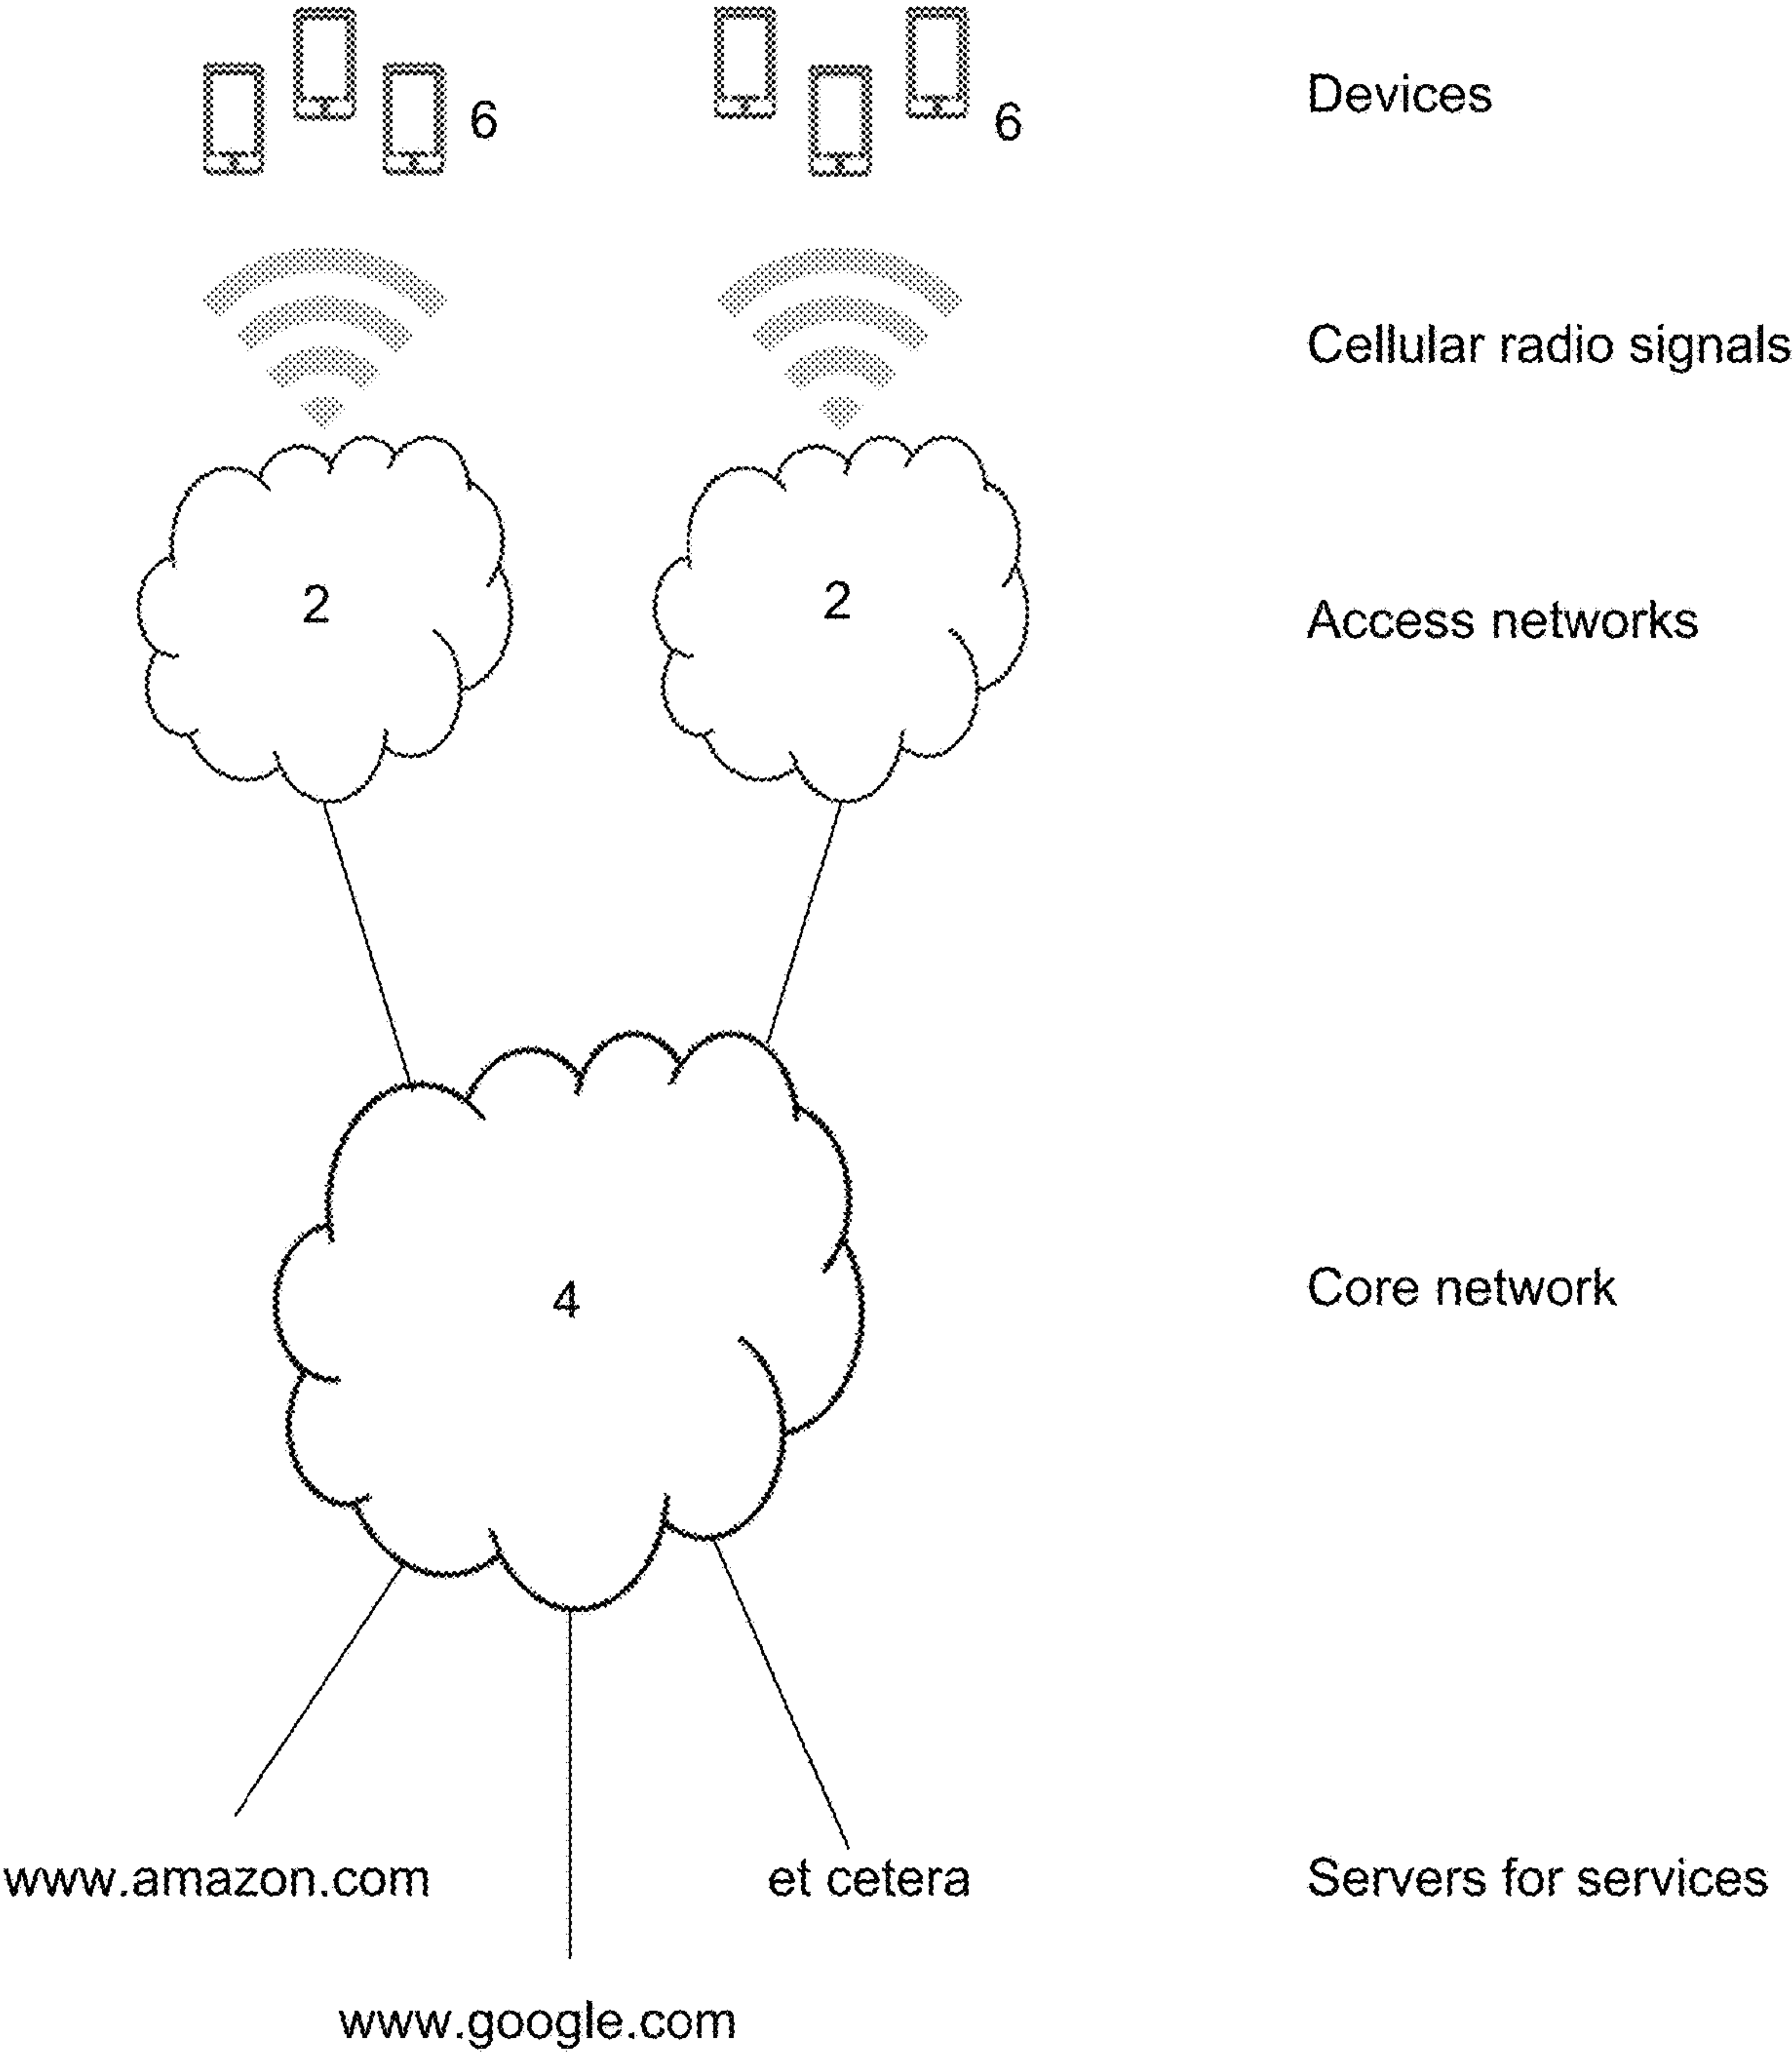 6
6
Devices
Cellular radio signals
2
2
Access networks
4
Core network
www.amazon.com
et cetera
Servers for services
www.google.com